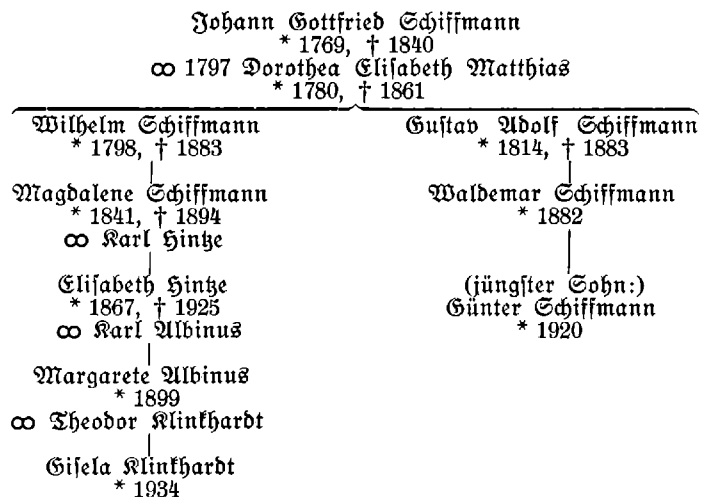 Johann Gottfried Schiffmann
* 1769, † 1840
∞ 1797 Dorothea Elisabeth Matthias
* 1780, † 1861
Wilhelm Schiffmann
* 1798, † 1883
Magdalene Schiffmann
* 1841, † 1894
∞ Karl Hintze
Elisabeth Hintze
* 1867, † 1925
∞ Karl Albinus
Margarete Albinus
* 1899
∞ Theodor Klinkhardt
Gisela Klinkhardt
* 1934
Gustav Adolf Schiffmann
* 1814, † 1883
Waldemar Schiffmann
* 1882
(jüngster Sohn:)
Günter Schiffmann
* 1920